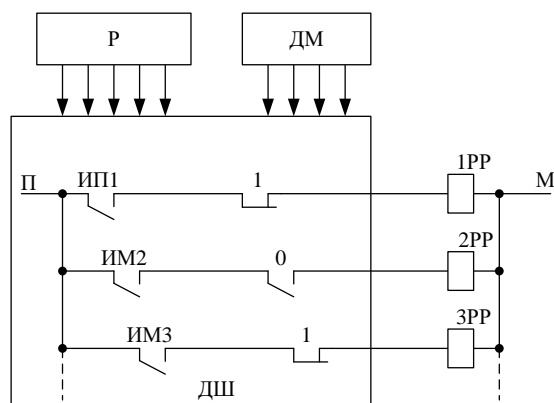 Р ДМ
П ИП1 1 1РР М
ИМ2 0 2РР
ИМ3 1 3РР
ДШ